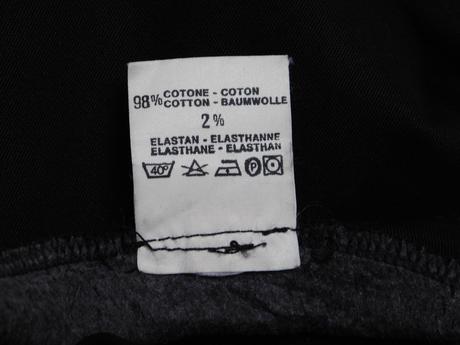 98% COTONE - COTON
COTTON - BAUMWOLLE
2%
ELASTAN - ELASTHANNE
ELASTHANE - ELASTHAN
40° P